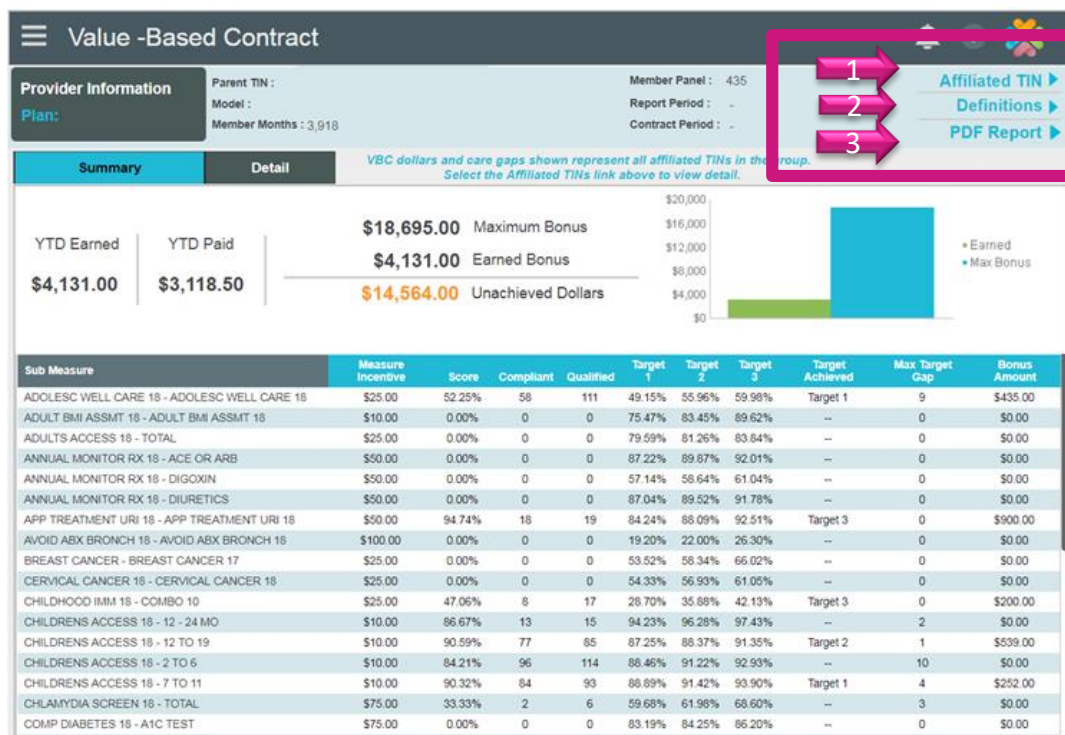 Value -Based Contract
Provider Information
Plan:
Parent TIN :
Model :
Member Months : 3,918
Member Panel : 435
Report Period : -
Contract Period : -
1
2
3
Affiliated TIN
Definitions
PDF Report
Summary
Detail
VBC dollars and care gaps shown represent all affiliated TINs in the group.
Select the Affiliated TINs link above to view detail.
YTD Earned
$4,131.00
YTD Paid
$3,118.50
$18,695.00 Maximum Bonus
$4,131.00 Earned Bonus
$14,564.00 Unachieved Dollars
$20,000
$16,000
$12,000
$8,000
$4,000
$0
Earned
Max Bonus
Sub Measure Measure Incentive Score Compliant Qualified Target 1 Target 2 Target 3 Target Achieved Max Target Gap Bonus Amount
ADOLESC WELL CARE 18 - ADOLESC WELL CARE 18 $25.00 52.25% 58 111 49.15% 55.96% 59.98% Target 1 9 $435.00
ADULT BMI ASSMT 18 - ADULT BMI ASSMT 18 $10.00 0.00% 0 0 75.47% 83.45% 89.62% -- 0 $0.00
ADULTS ACCESS 18 - TOTAL $25.00 0.00% 0 0 79.59% 81.26% 83.84% -- 0 $0.00
ANNUAL MONITOR RX 18 - ACE OR ARB $50.00 0.00% 0 0 87.22% 89.87% 92.01% -- 0 $0.00
ANNUAL MONITOR RX 18 - DIGOXIN $50.00 0.00% 0 0 57.14% 58.64% 61.04% -- 0 $0.00
ANNUAL MONITOR RX 18 - DIURETICS $50.00 0.00% 0 0 87.04% 89.52% 91.78% -- 0 $0.00
APP TREATMENT URI 18 - APP TREATMENT URI 18 $50.00 94.74% 18 19 84.24% 88.09% 92.51% Target 3 0 $900.00
AVOID ABX BRONCH 18 - AVOID ABX BRONCH 18 $100.00 0.00% 0 0 19.20% 22.00% 26.30% -- 0 $0.00
BREAST CANCER - BREAST CANCER 17 $25.00 0.00% 0 0 53.52% 58.34% 66.02% -- 0 $0.00
CERVICAL CANCER 18 - CERVICAL CANCER 18 $25.00 0.00% 0 0 54.33% 56.93% 61.05% -- 0 $0.00
CHILDHOOD IMM 18 - COMBO 10 $25.00 47.06% 8 17 28.70% 35.88% 42.13% Target 3 0 $200.00
CHILDRENS ACCESS 18 - 12 - 24 MO $10.00 86.67% 13 15 94.23% 96.28% 97.43% -- 2 $0.00
CHILDRENS ACCESS 18 - 12 TO 19 $10.00 90.59% 77 85 87.25% 88.37% 91.35% Target 2 1 $539.00
CHILDRENS ACCESS 18 - 2 TO 6 $10.00 84.21% 96 114 88.46% 91.22% 92.93% -- 10 $0.00
CHILDRENS ACCESS 18 - 7 TO 11 $10.00 90.32% 84 93 88.89% 91.42% 93.90% Target 1 4 $252.00
CHLAMYDIA SCREEN 18 - TOTAL $75.00 33.33% 2 6 59.68% 61.98% 68.60% -- 3 $0.00
COMP DIABETES 18 - A1C TEST $75.00 0.00% 0 0 83.19% 84.25% 86.20% -- 0 $0.00